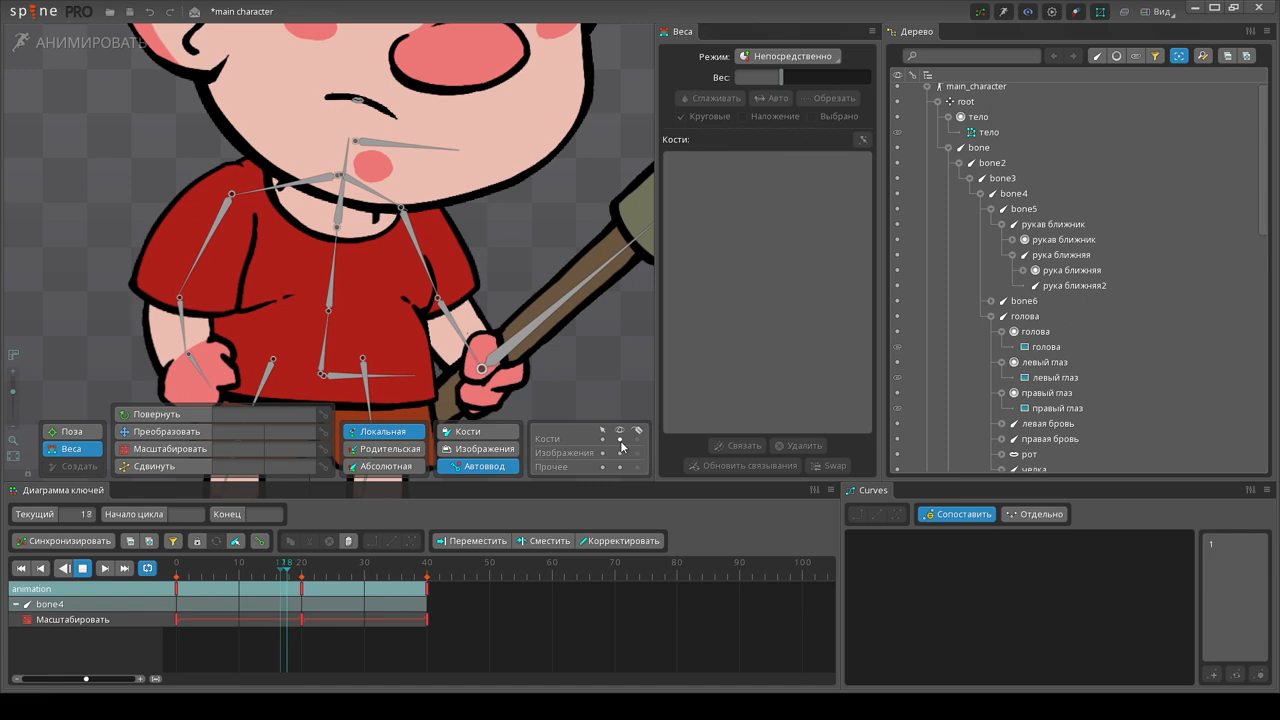 spine PRO *main character Вид
АНИМИРОВАТЬ
Веса
Режим: Непосредственно
Вес:
Сглаживать Авто Обрезать
Круговые Наложение Выбрано
Кости:
Связать Удалить
Обновить связывания Swap
Дерево
main_character
root
тело
тело
bone
bone2
bone3
bone4
bone5
рукав ближник
рукав ближник
рука ближняя
рука ближняя
рука ближняя2
bone6
голова
голова
голова
левый глаз
левый глаз
правый глаз
правый глаз
левая бровь
правая бровь
рот
челка
Поза
Веса
Создать
Повернуть
Преобразовать
Масштабировать
Сдвинуть
Локальная
Родительская
Абсолютная
Кости
Изображения
Автоввод
Кости
Изображения
Прочее
Диаграмма ключей
Текущий 18 Начало цикла Конец
Синхронизировать Переместить Сместить Корректировать
0 10 18 20 30 40 50 60 70 80 90 100
animation
bone4
Масштабировать
Curves
Сопоставить Отдельно
1